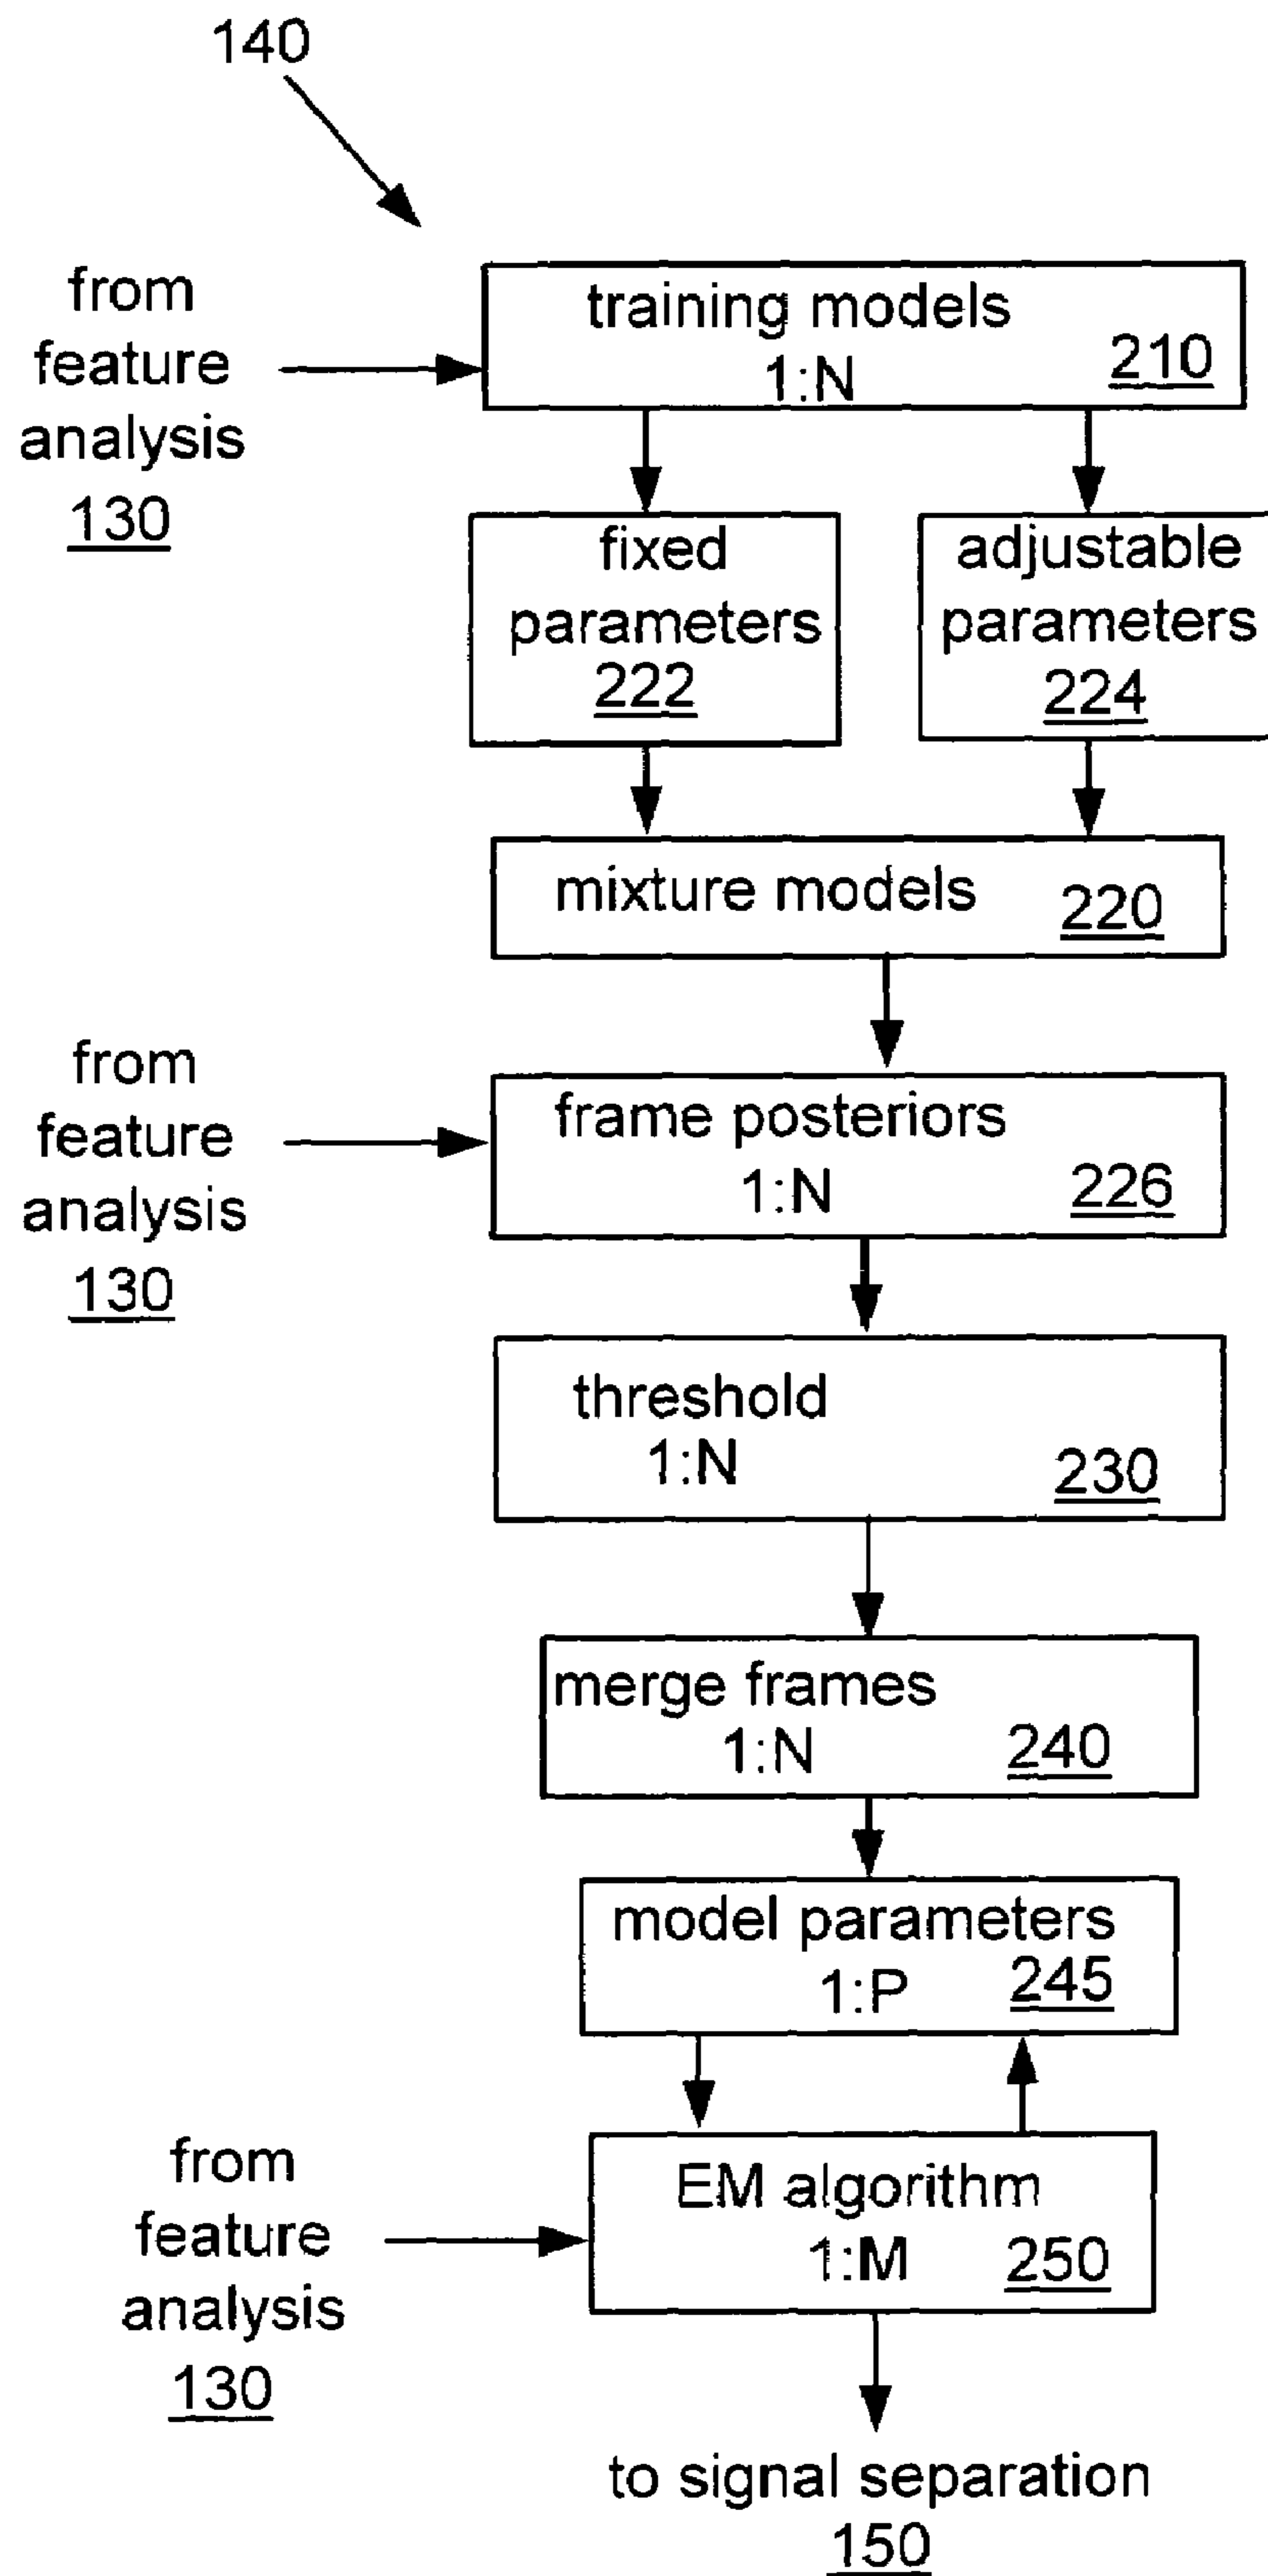 140
from
feature
analysis
130
training models
1:N
210
fixed
parameters
222
adjustable
parameters
224
mixture models
220
from
feature
analysis
130
frame posteriors
1:N
226
threshold
1:N
230
merge frames
1:N
240
model parameters
1:P
245
from
feature
analysis
130
EM algorithm
1:M
250
to signal separation
150